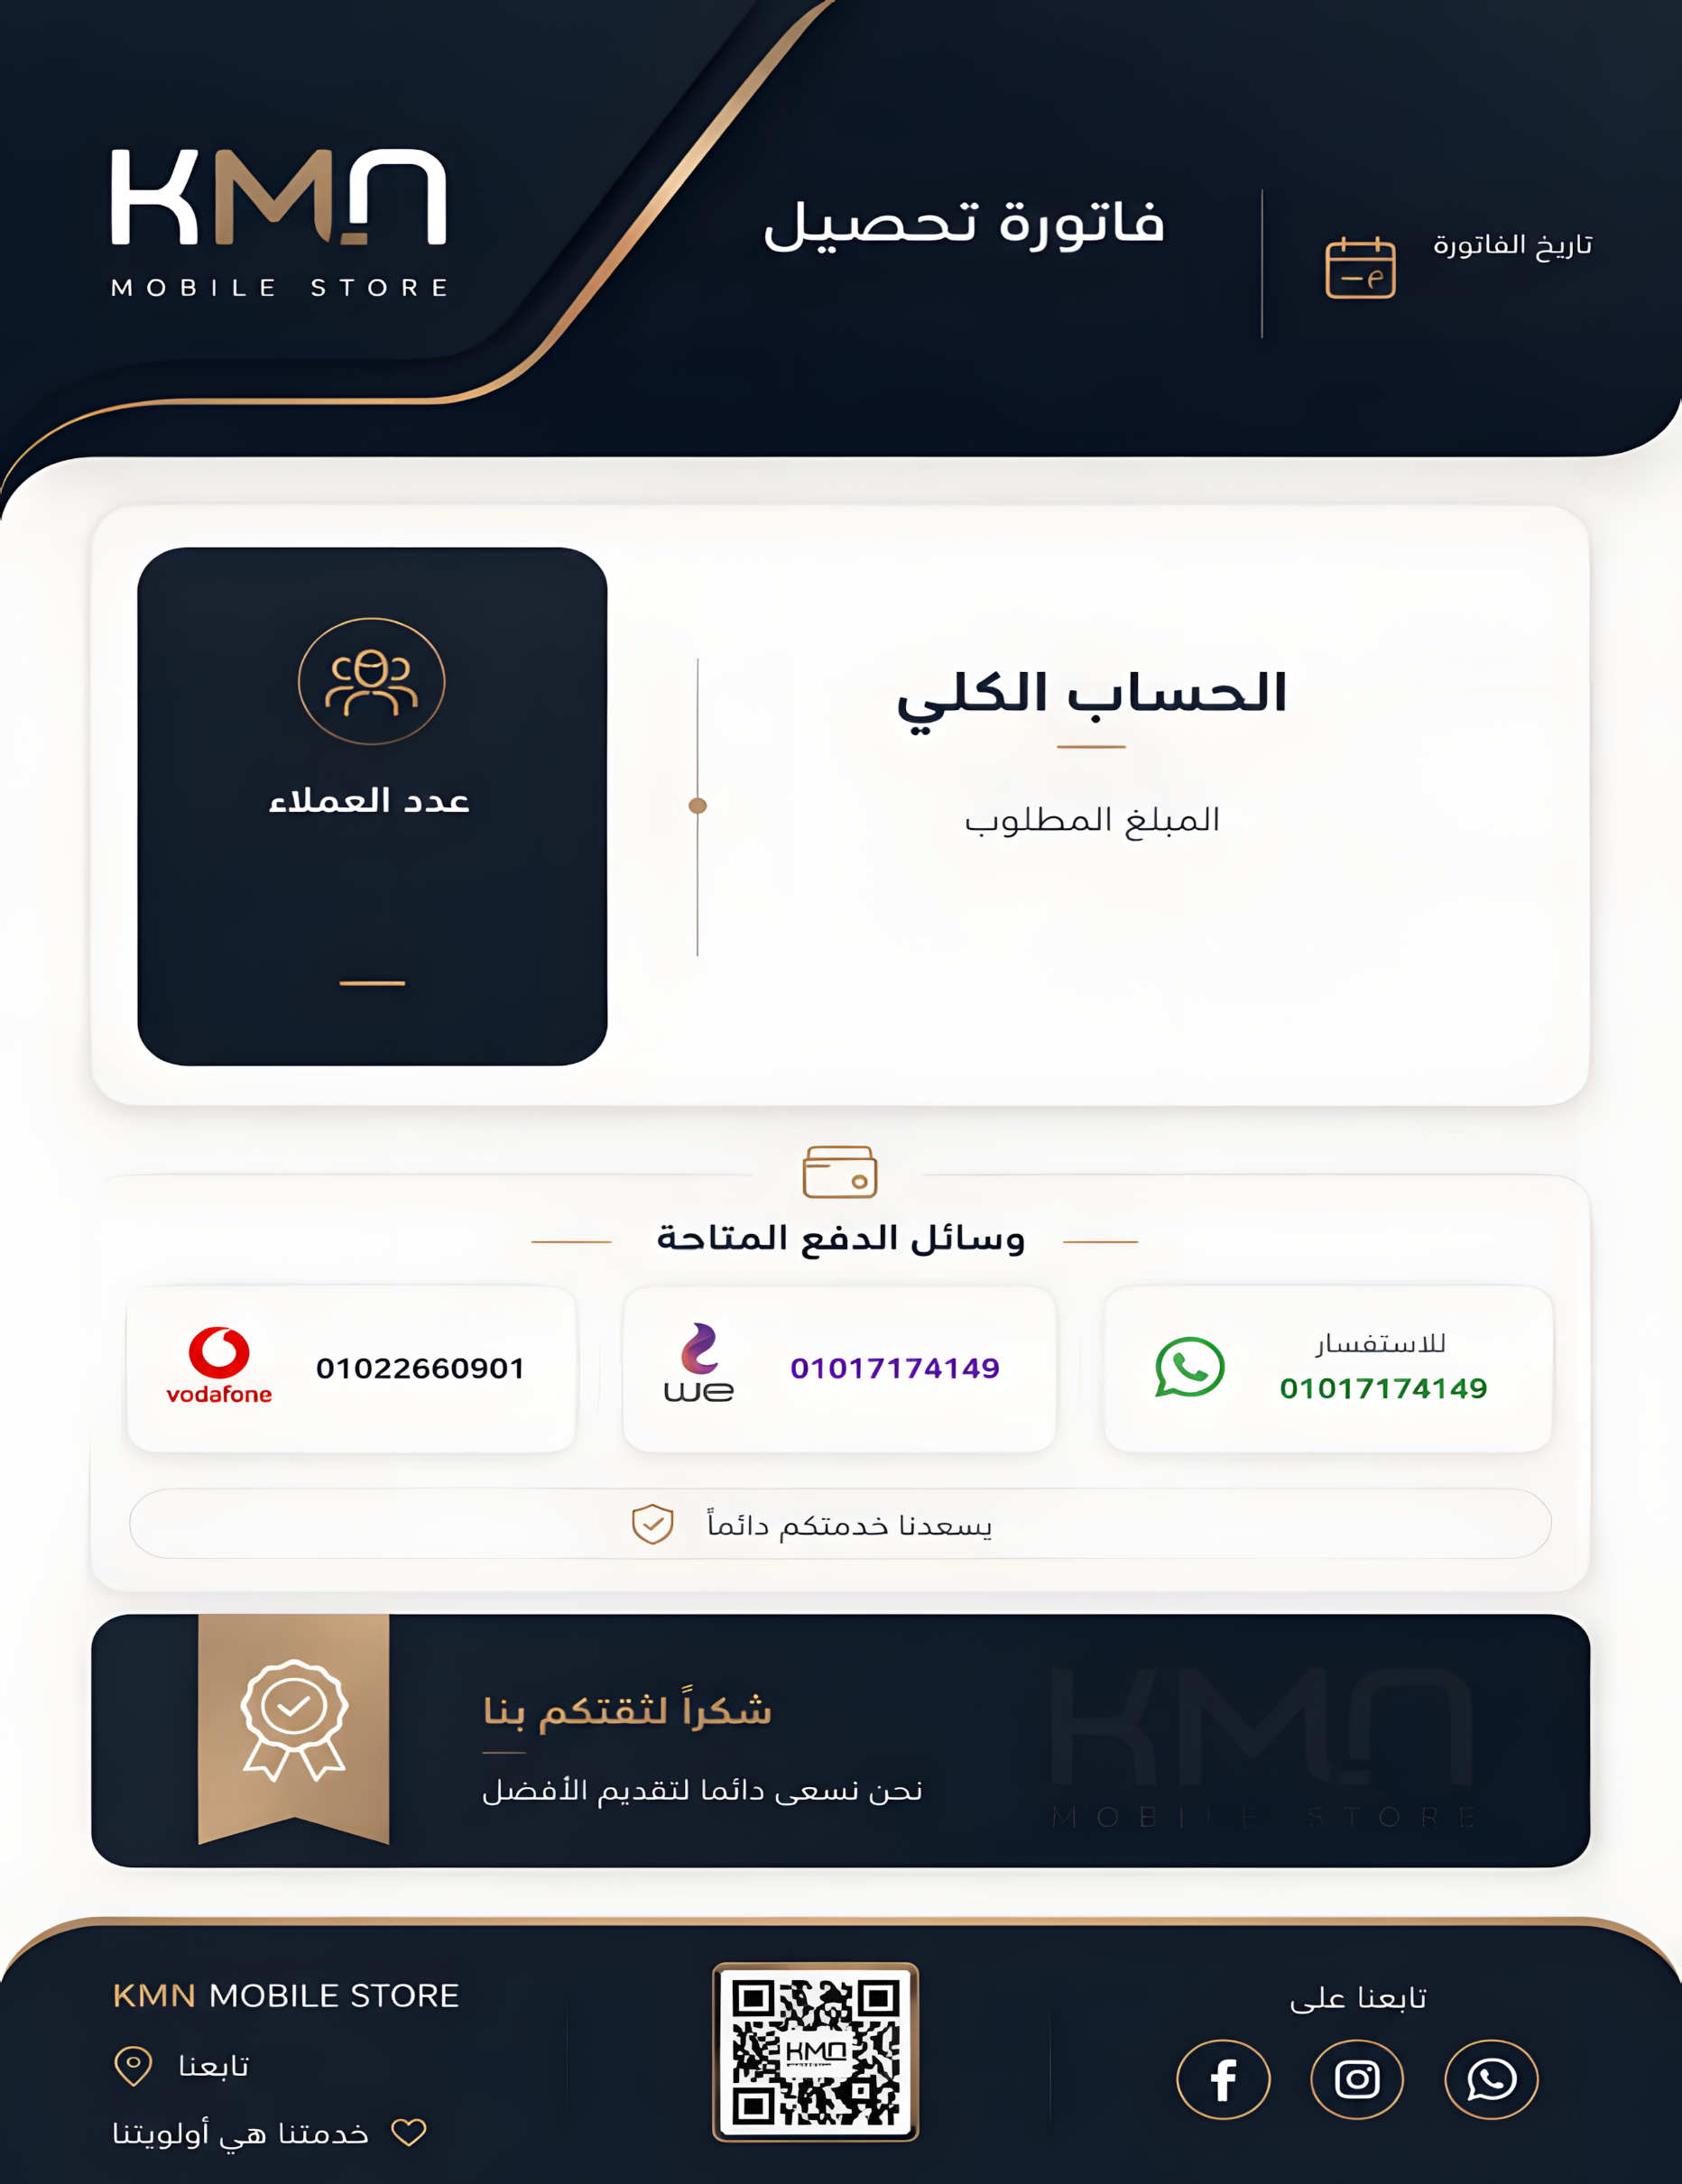 KMN
MOBILE STORE
فاتورة تحصيل
تاريخ الفاتورة
الحساب الكلي
المبلغ المطلوب
عدد العملاء
وسائل الدفع المتاحة
للاستفسار
01017174149
we
01017174149
vodafone
01022660901
يسعدنا خدمتكم دائماً
شكراً لثقتكم بنا
نحن نسعى دائما لتقديم الأفضل
KMN
MOBILE STORE
تابعنا على
KMN
KMN MOBILE STORE
تابعنا
خدمتنا هي أولويتنا